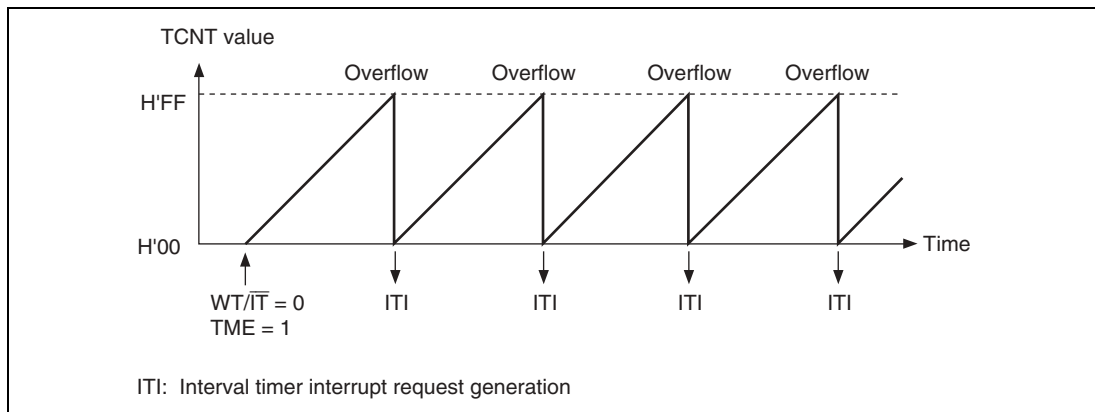 TCNT value
Overflow Overflow Overflow Overflow
H'FF
H'00
Time
WT/I̅T̅ = 0
TME = 1
ITI ITI ITI ITI
ITI: Interval timer interrupt request generation